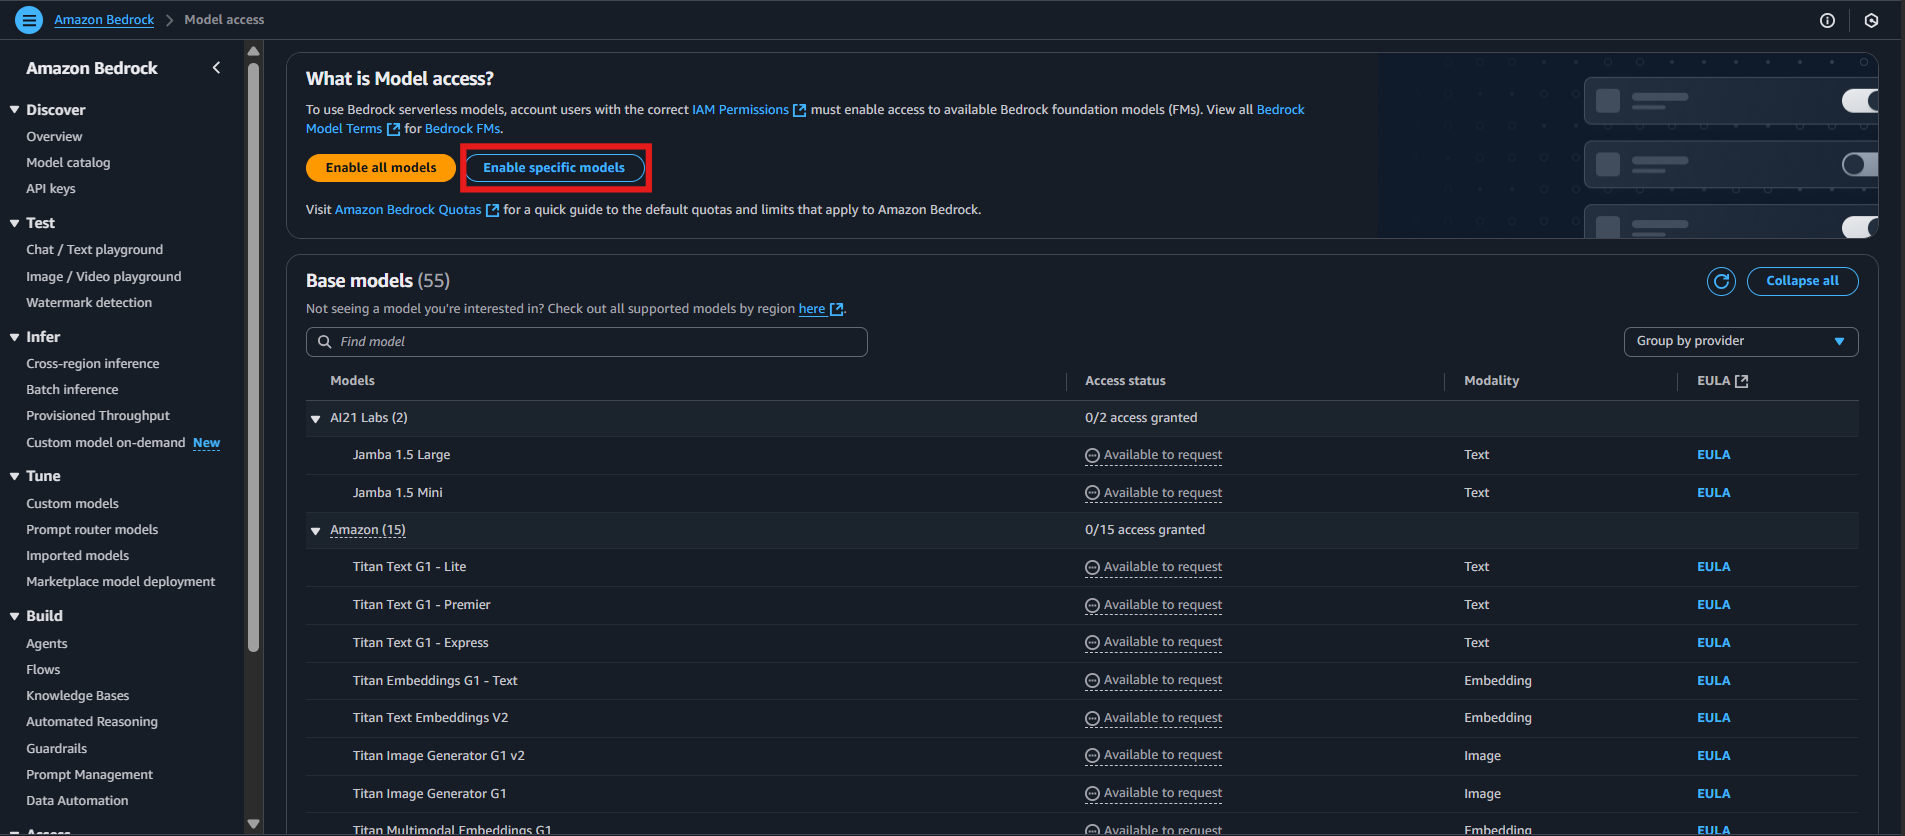 Amazon Bedrock > Model access
Amazon Bedrock
Discover
Overview
Model catalog
API keys
Test
Chat / Text playground
Image / Video playground
Watermark detection
Infer
Cross-region inference
Batch inference
Provisioned Throughput
Custom model on-demand New
Tune
Custom models
Prompt router models
Imported models
Marketplace model deployment
Build
Agents
Flows
Knowledge Bases
Automated Reasoning
Guardrails
Prompt Management
Data Automation
Access
What is Model access?
To use Bedrock serverless models, account users with the correct IAM Permissions must enable access to available Bedrock foundation models (FMs). View all Bedrock
Model Terms for Bedrock FMs.
Enable all models Enable specific models
Visit Amazon Bedrock Quotas for a quick guide to the default quotas and limits that apply to Amazon Bedrock.
Base models (55)
Collapse all
Not seeing a model you're interested in? Check out all supported models by region here.
Find model
Group by provider
Models Access status Modality EULA
AI21 Labs (2) 0/2 access granted
Jamba 1.5 Large Available to request Text EULA
Jamba 1.5 Mini Available to request Text EULA
Amazon (15) 0/15 access granted
Titan Text G1 - Lite Available to request Text EULA
Titan Text G1 - Premier Available to request Text EULA
Titan Text G1 - Express Available to request Text EULA
Titan Embeddings G1 - Text Available to request Embedding EULA
Titan Text Embeddings V2 Available to request Embedding EULA
Titan Image Generator G1 v2 Available to request Image EULA
Titan Image Generator G1 Available to request Image EULA
Titan Multimodal Embeddings G1 Available to request Embedding EULA